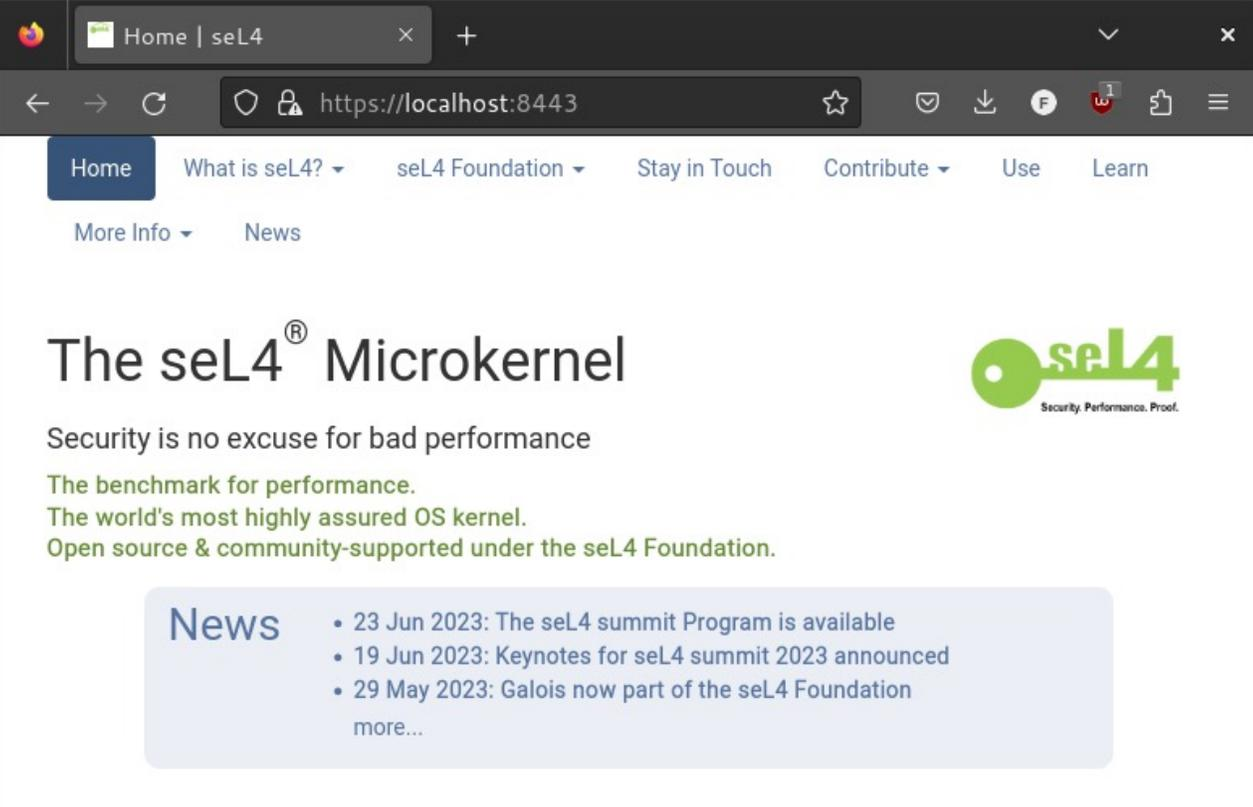 Home | seL4
https://localhost:8443
F
1
Home What is seL4? seL4 Foundation Stay in Touch Contribute Use Learn
More Info News
The seL4® Microkernel
seL4
Security. Performance. Proof.
Security is no excuse for bad performance
The benchmark for performance.
The world's most highly assured OS kernel.
Open source & community-supported under the seL4 Foundation.
News
• 23 Jun 2023: The seL4 summit Program is available
• 19 Jun 2023: Keynotes for seL4 summit 2023 announced
• 29 May 2023: Galois now part of the seL4 Foundation
more...